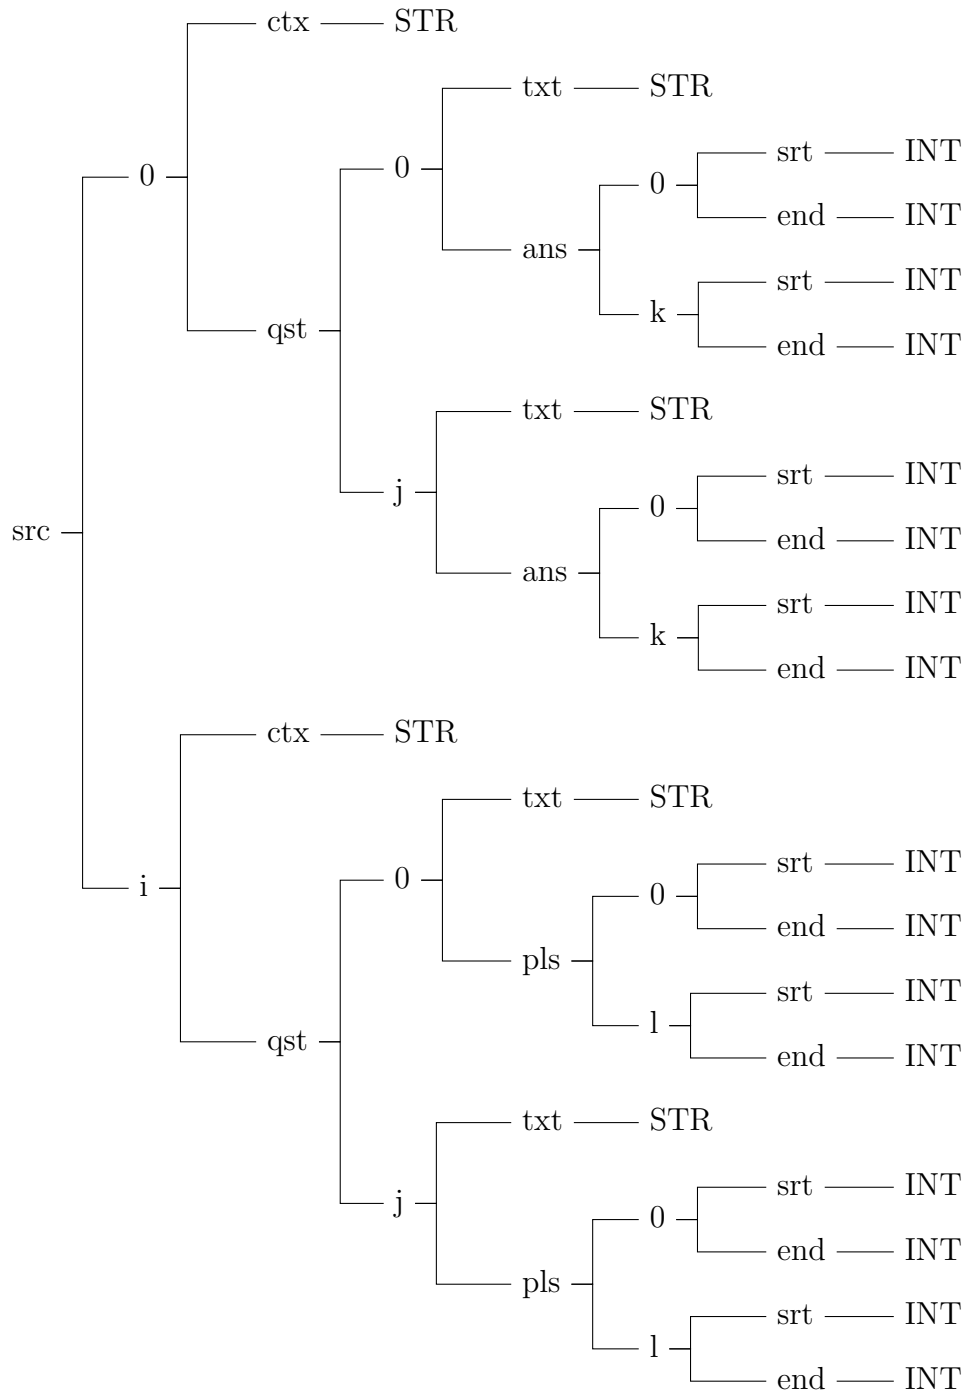 ctx STR
txt STR
srt INT
0
0
0
end INT
ans
srt INT
k
qst
end INT
txt STR
srt INT
j
0
src
end INT
ans
srt INT
k
end INT
ctx STR
txt STR
srt INT
i
0
0
end INT
pls
srt INT
l
qst
end INT
txt STR
srt INT
j
0
end INT
pls
srt INT
l
end INT